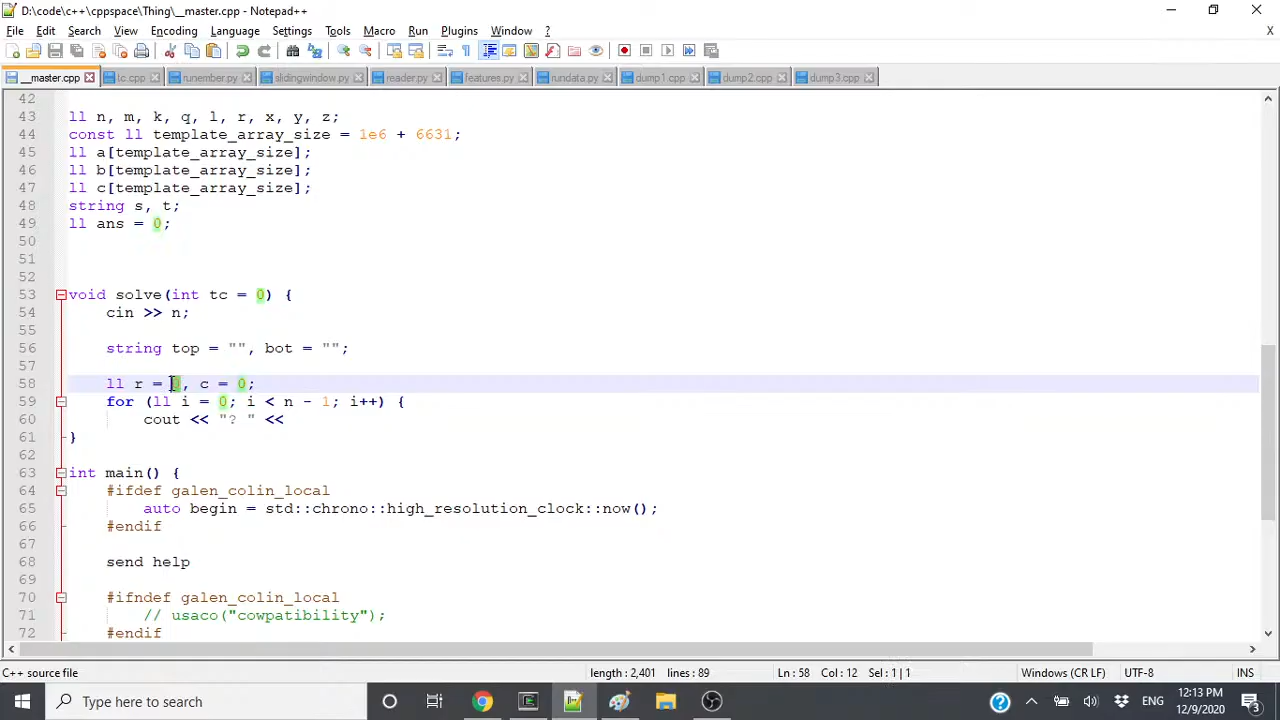 D:\code\c++\cppspace\Thing\__master.cpp - Notepad++
File Edit Search View Encoding Language Settings Tools Macro Run Plugins Window ? X
__master.cpp tc.cpp runember.py slidingwindow.py reader.py features.py rundata.py dump1.cpp dump2.cpp dump3.cpp
42
43 ll n, m, k, q, l, r, x, y, z;
44 const ll template_array_size = 1e6 + 6631;
45 ll a[template_array_size];
46 ll b[template_array_size];
47 ll c[template_array_size];
48 string s, t;
49 ll ans = 0;
50
51
52
53 void solve(int tc = 0) {
54 cin >> n;
55
56 string top = "", bot = "";
57
58 ll r = 0, c = 0;
59 for (ll i = 0; i < n - 1; i++) {
60 cout << "? " <<
61 }
62
63 int main() {
64 #ifdef galen_colin_local
65 auto begin = std::chrono::high_resolution_clock::now();
66 #endif
67
68 send help
69
70 #ifndef galen_colin_local
71 // usaco("cowpatibility");
72 #endif
C++ source file length : 2,401 lines : 89 Ln : 58 Col : 12 Sel : 1 | 1 Windows (CR LF) UTF-8 INS
Type here to search ENG 12:13 PM
12/9/2020 3